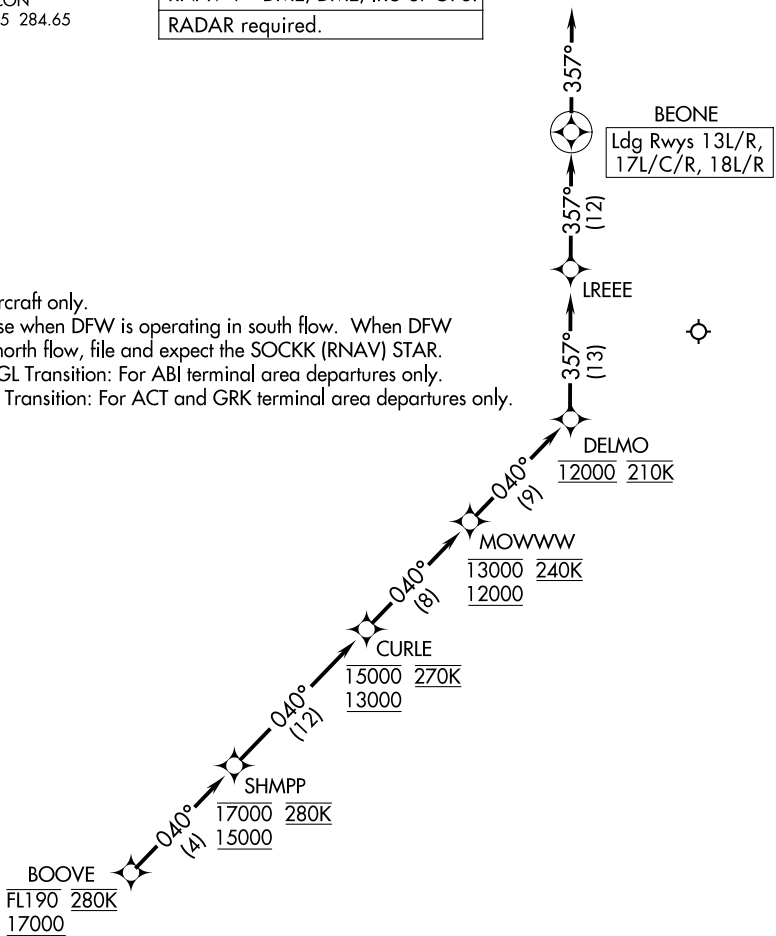 5 284.65
RADAR required.
357°
BEONE
Ldg Rwys 13L/R,
17L/C/R, 18L/R
357°
(12)
LREEE
rcraft only.
se when DFW is operating in south flow. When DFW
north flow, file and expect the SOCKK (RNAV) STAR.
GL Transition: For ABI terminal area departures only.
Transition: For ACT and GRK terminal area departures only.
357°
(13)
DELMO
12000 210K
040°
(9)
MOWWW
13000 240K
12000
040°
(8)
CURLE
15000 270K
13000
040°
(12)
SHMPP
17000 280K
15000
040°
(4)
BOOVE
FL190 280K
17000